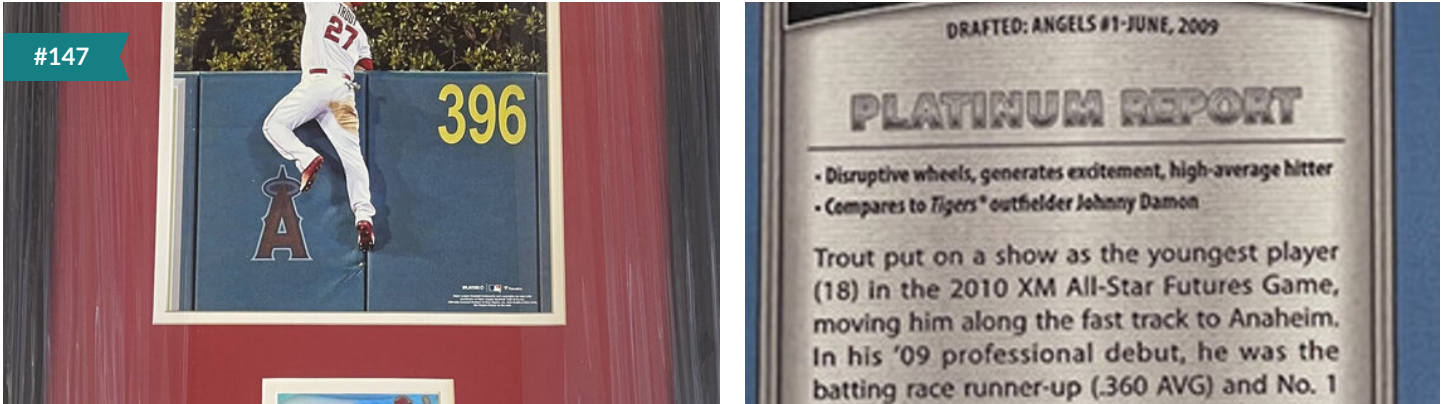 #147
TROUT
27
396
A
DRAFTED: ANGELS #1-JUNE, 2009
PLATINUM REPORT
• Disruptive wheels, generates excitement, high-average hitter
• Compares to Tigers® outfielder Johnny Damon
Trout put on a show as the youngest player
(18) in the 2010 XM All-Star Futures Game,
moving him along the fast track to Anaheim.
In his '09 professional debut, he was the
batting race runner-up (.360 AVG) and No. 1